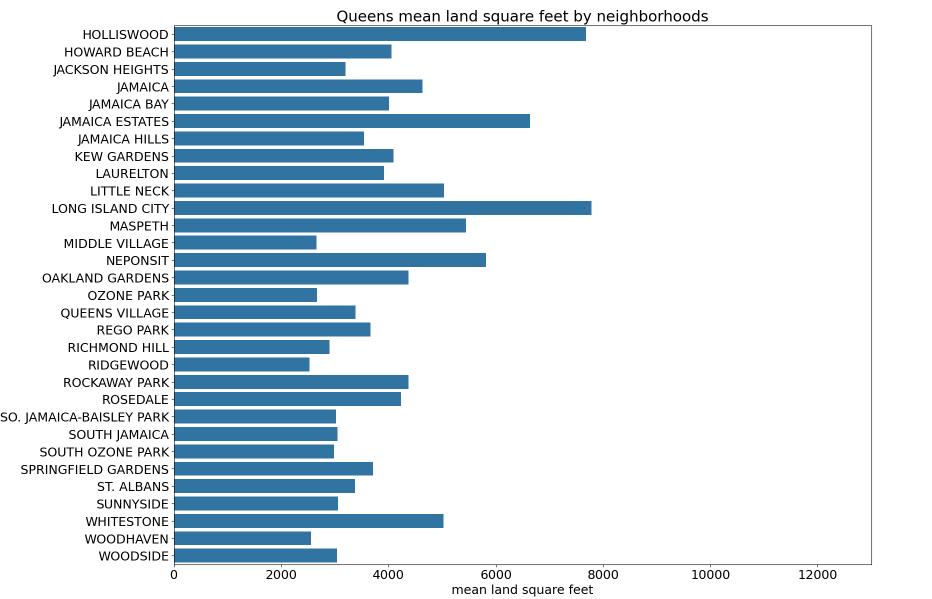 Queens mean land square feet by neighborhoods
HOLLISWOOD
HOWARD BEACH
JACKSON HEIGHTS
JAMAICA
JAMAICA BAY
JAMAICA ESTATES
JAMAICA HILLS
KEW GARDENS
LAURELTON
LITTLE NECK
LONG ISLAND CITY
MASPETH
MIDDLE VILLAGE
NEPONSIT
OAKLAND GARDENS
OZONE PARK
QUEENS VILLAGE
REGO PARK
RICHMOND HILL
RIDGEWOOD
ROCKAWAY PARK
ROSEDALE
SO. JAMAICA-BAISLEY PARK
SOUTH JAMAICA
SOUTH OZONE PARK
SPRINGFIELD GARDENS
ST. ALBANS
SUNNYSIDE
WHITESTONE
WOODHAVEN
WOODSIDE
0 2000 4000 6000 8000 10000 12000
mean land square feet